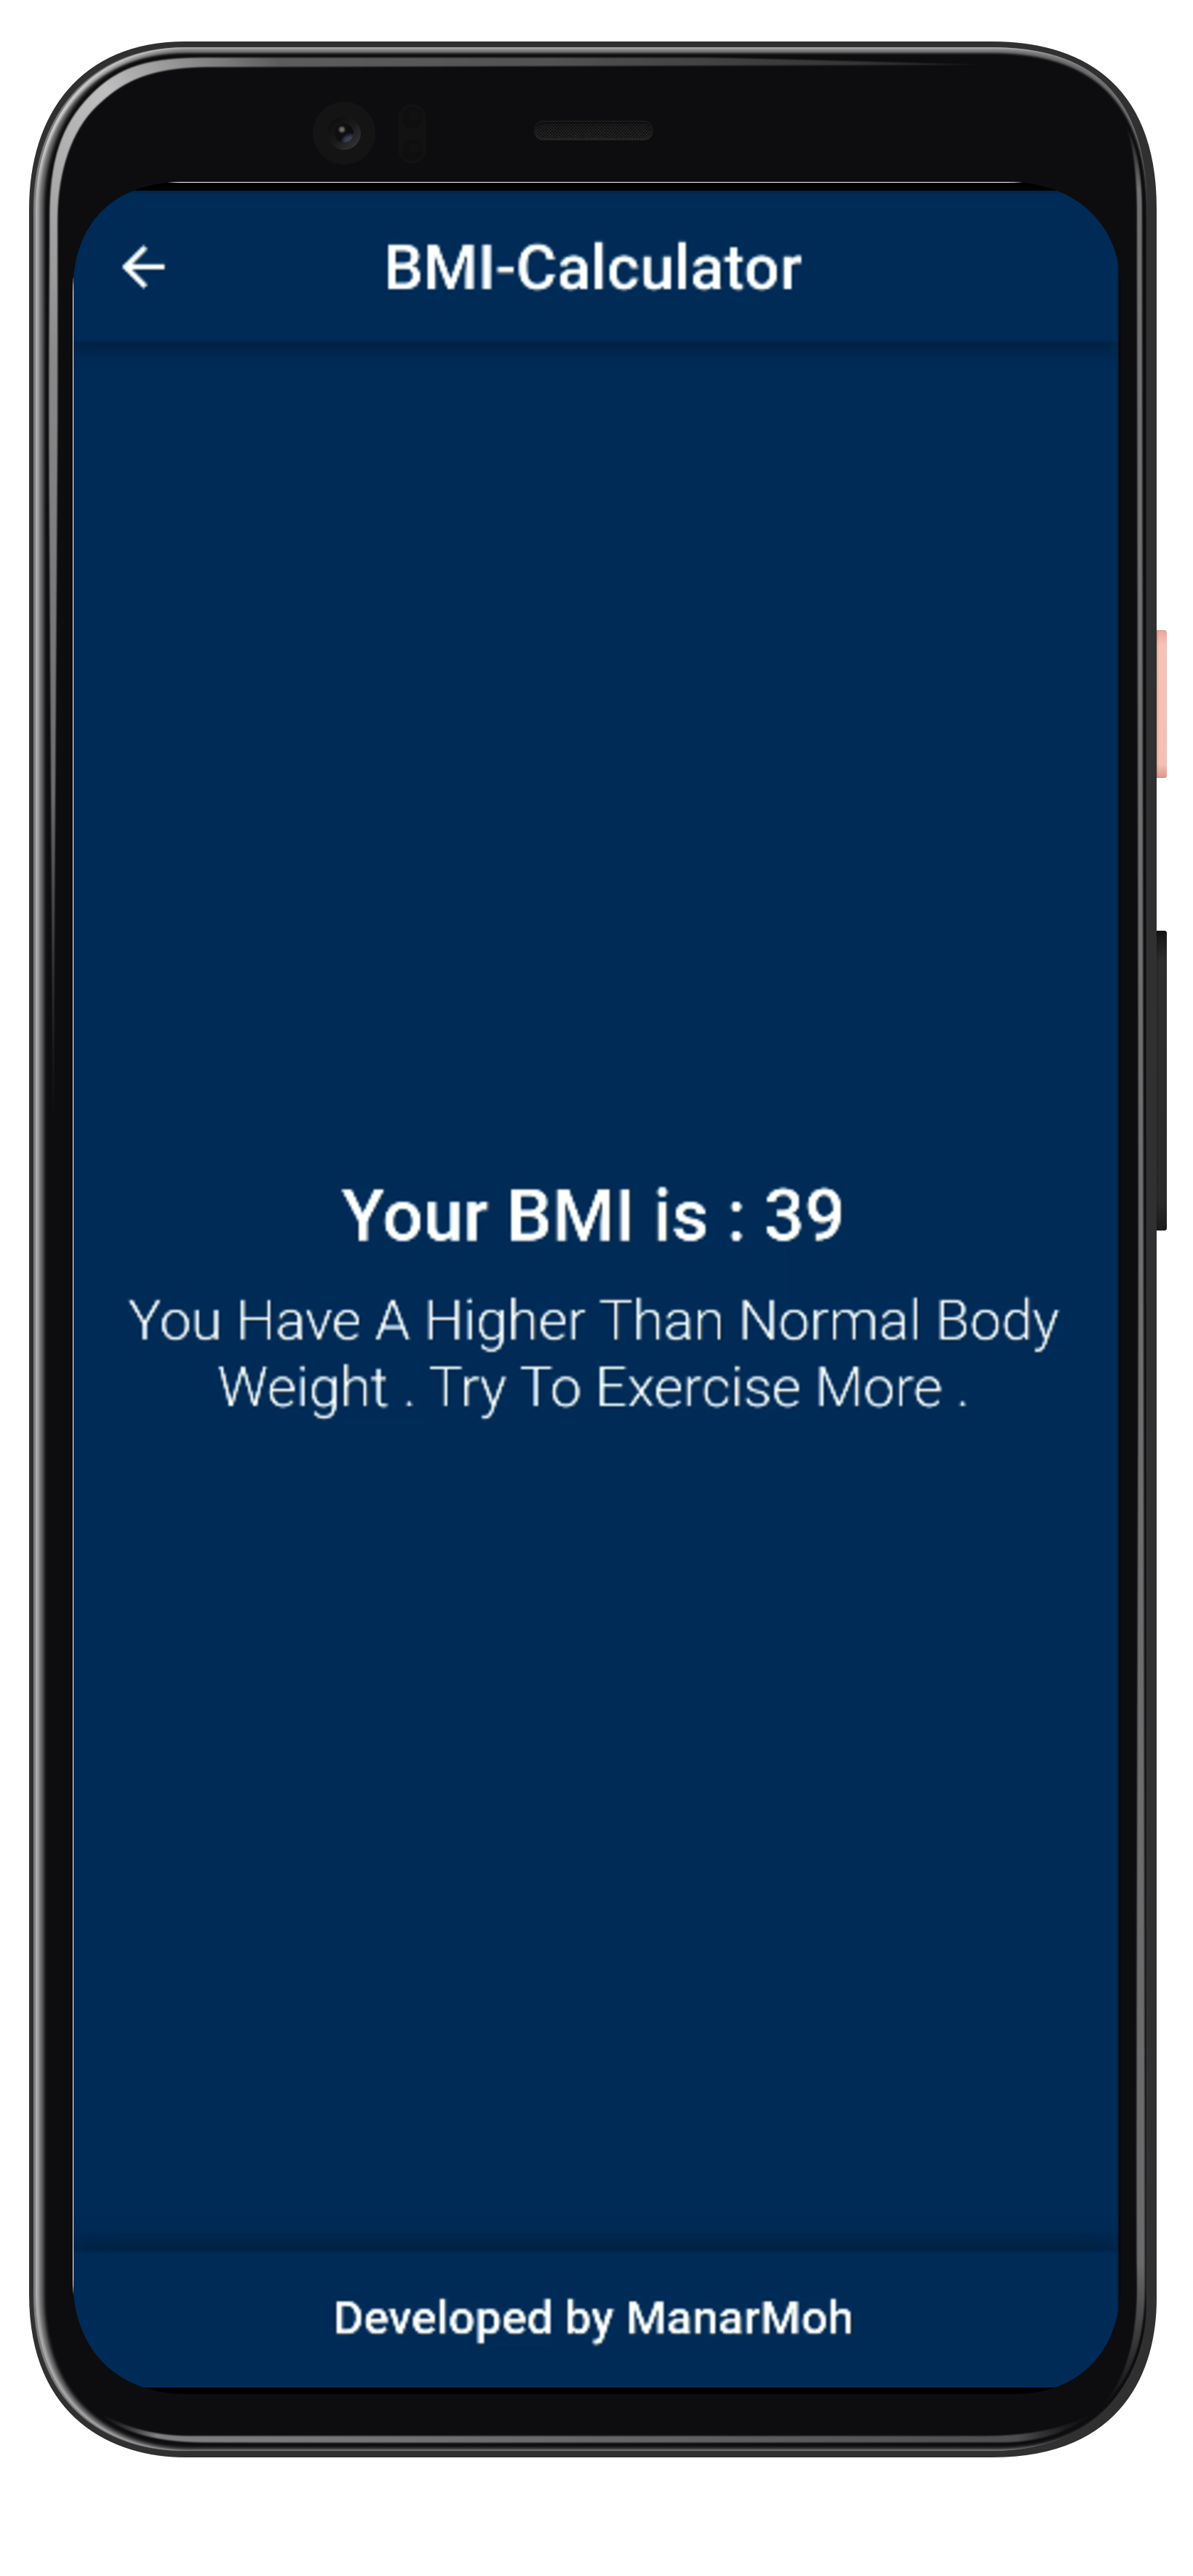 BMI-Calculator
Your BMI is : 39
You Have A Higher Than Normal Body
Weight . Try To Exercise More .
Developed by ManarMoh